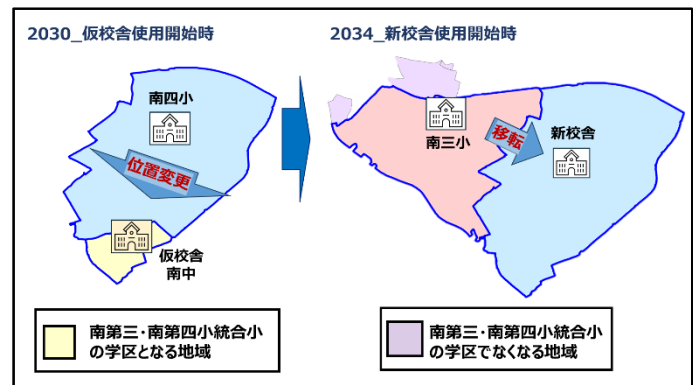 2030_仮校舎使用開始時
南四小
位置変更
仮校舎
南中
南第三・南第四小統合小
の学区となる地域
2034_新校舎使用開始時
南三小
移転
新校舎
南第三・南第四小統合小
の学区でなくなる地域